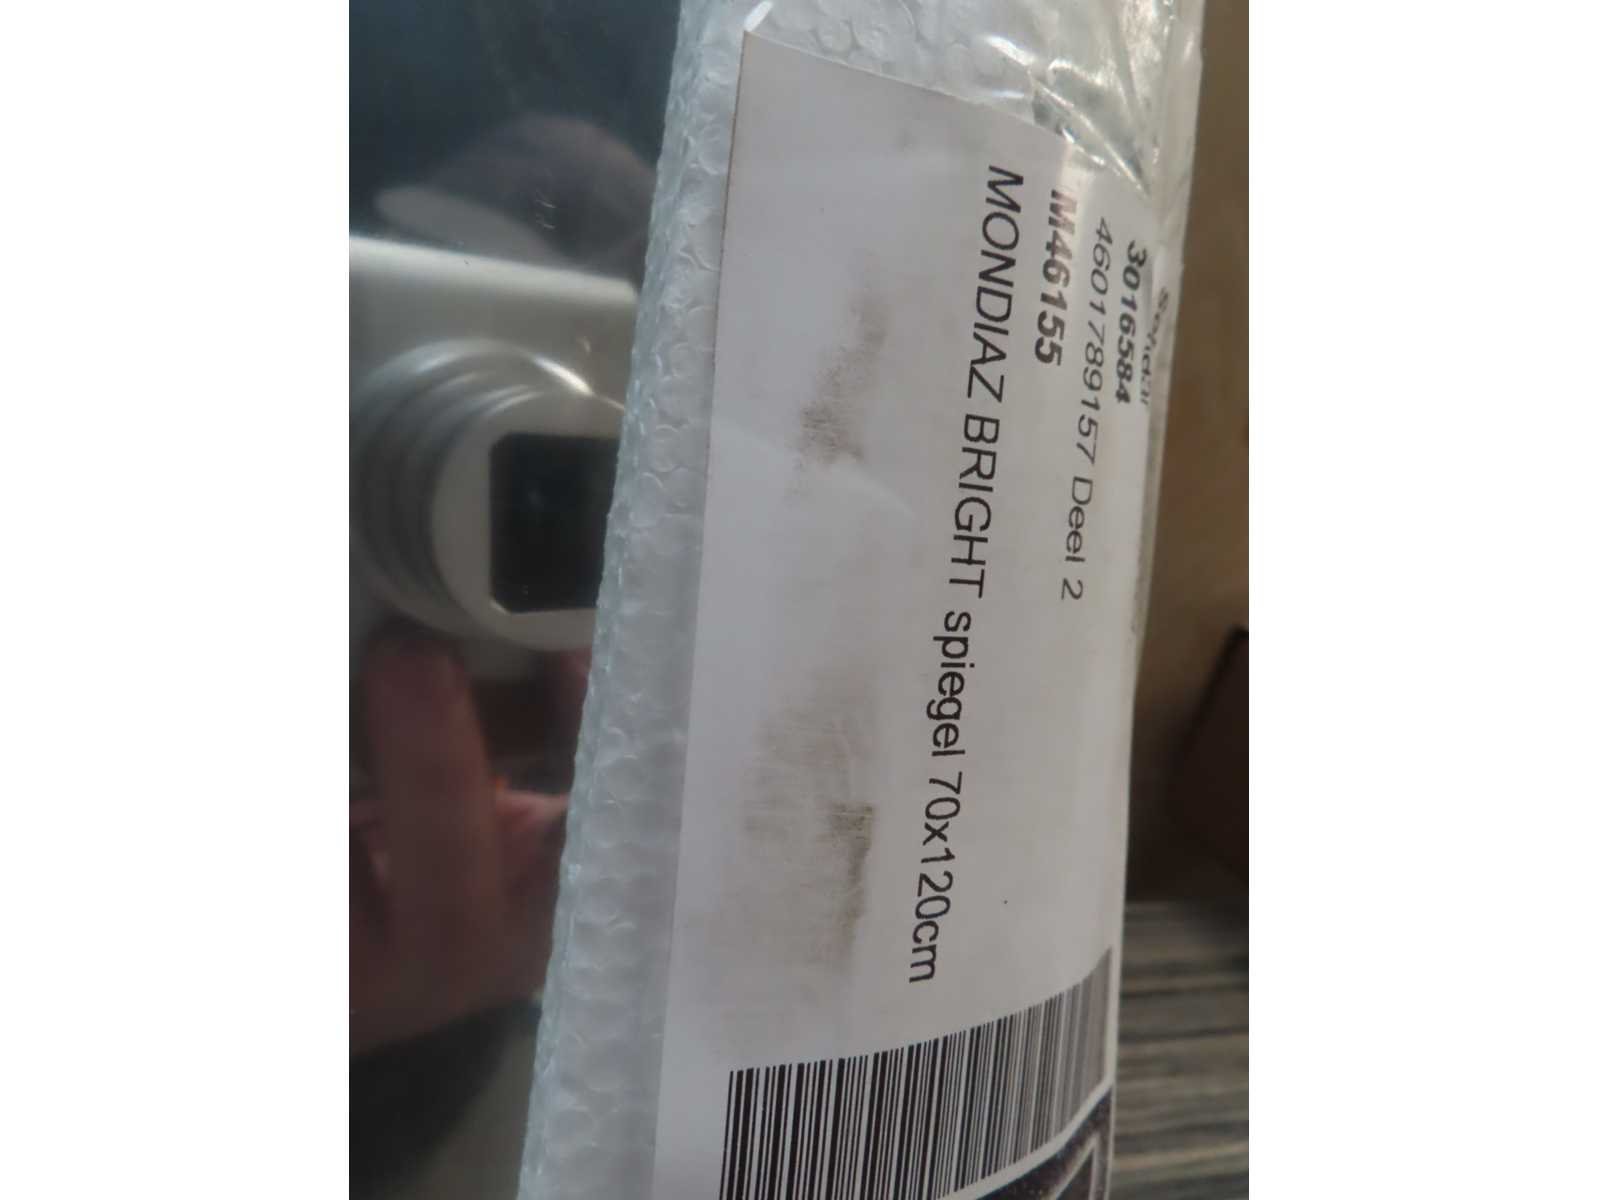 3016584
4601789157 Deel 2
M46155
MONDIAZ BRIGHT spiegel 70x120cm